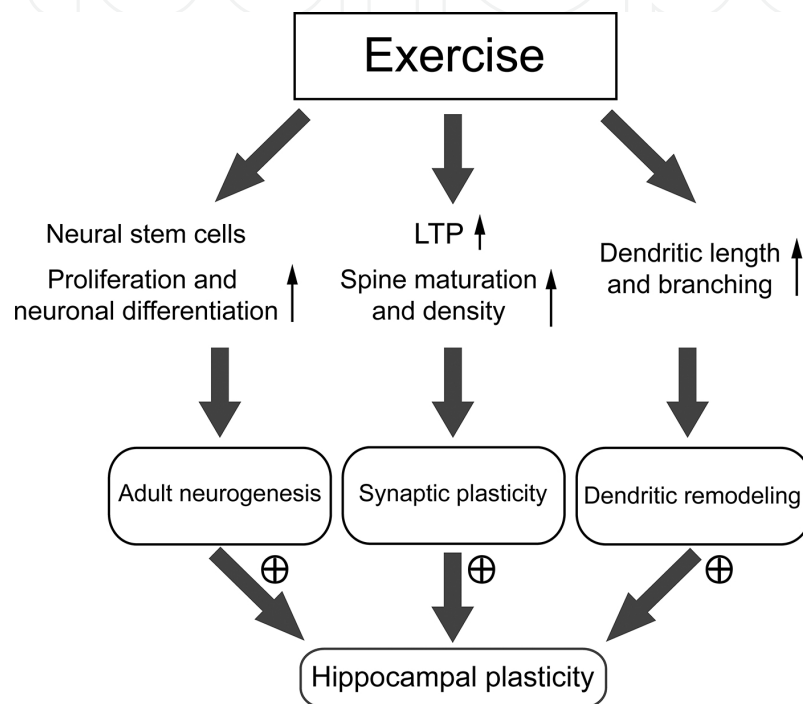 Exercise
Neural stem cells
Proliferation and
neuronal differentiation
LTP
Spine maturation
and density
Dendritic length
and branching
Adult neurogenesis
Synaptic plasticity
Dendritic remodeling
Hippocampal plasticity